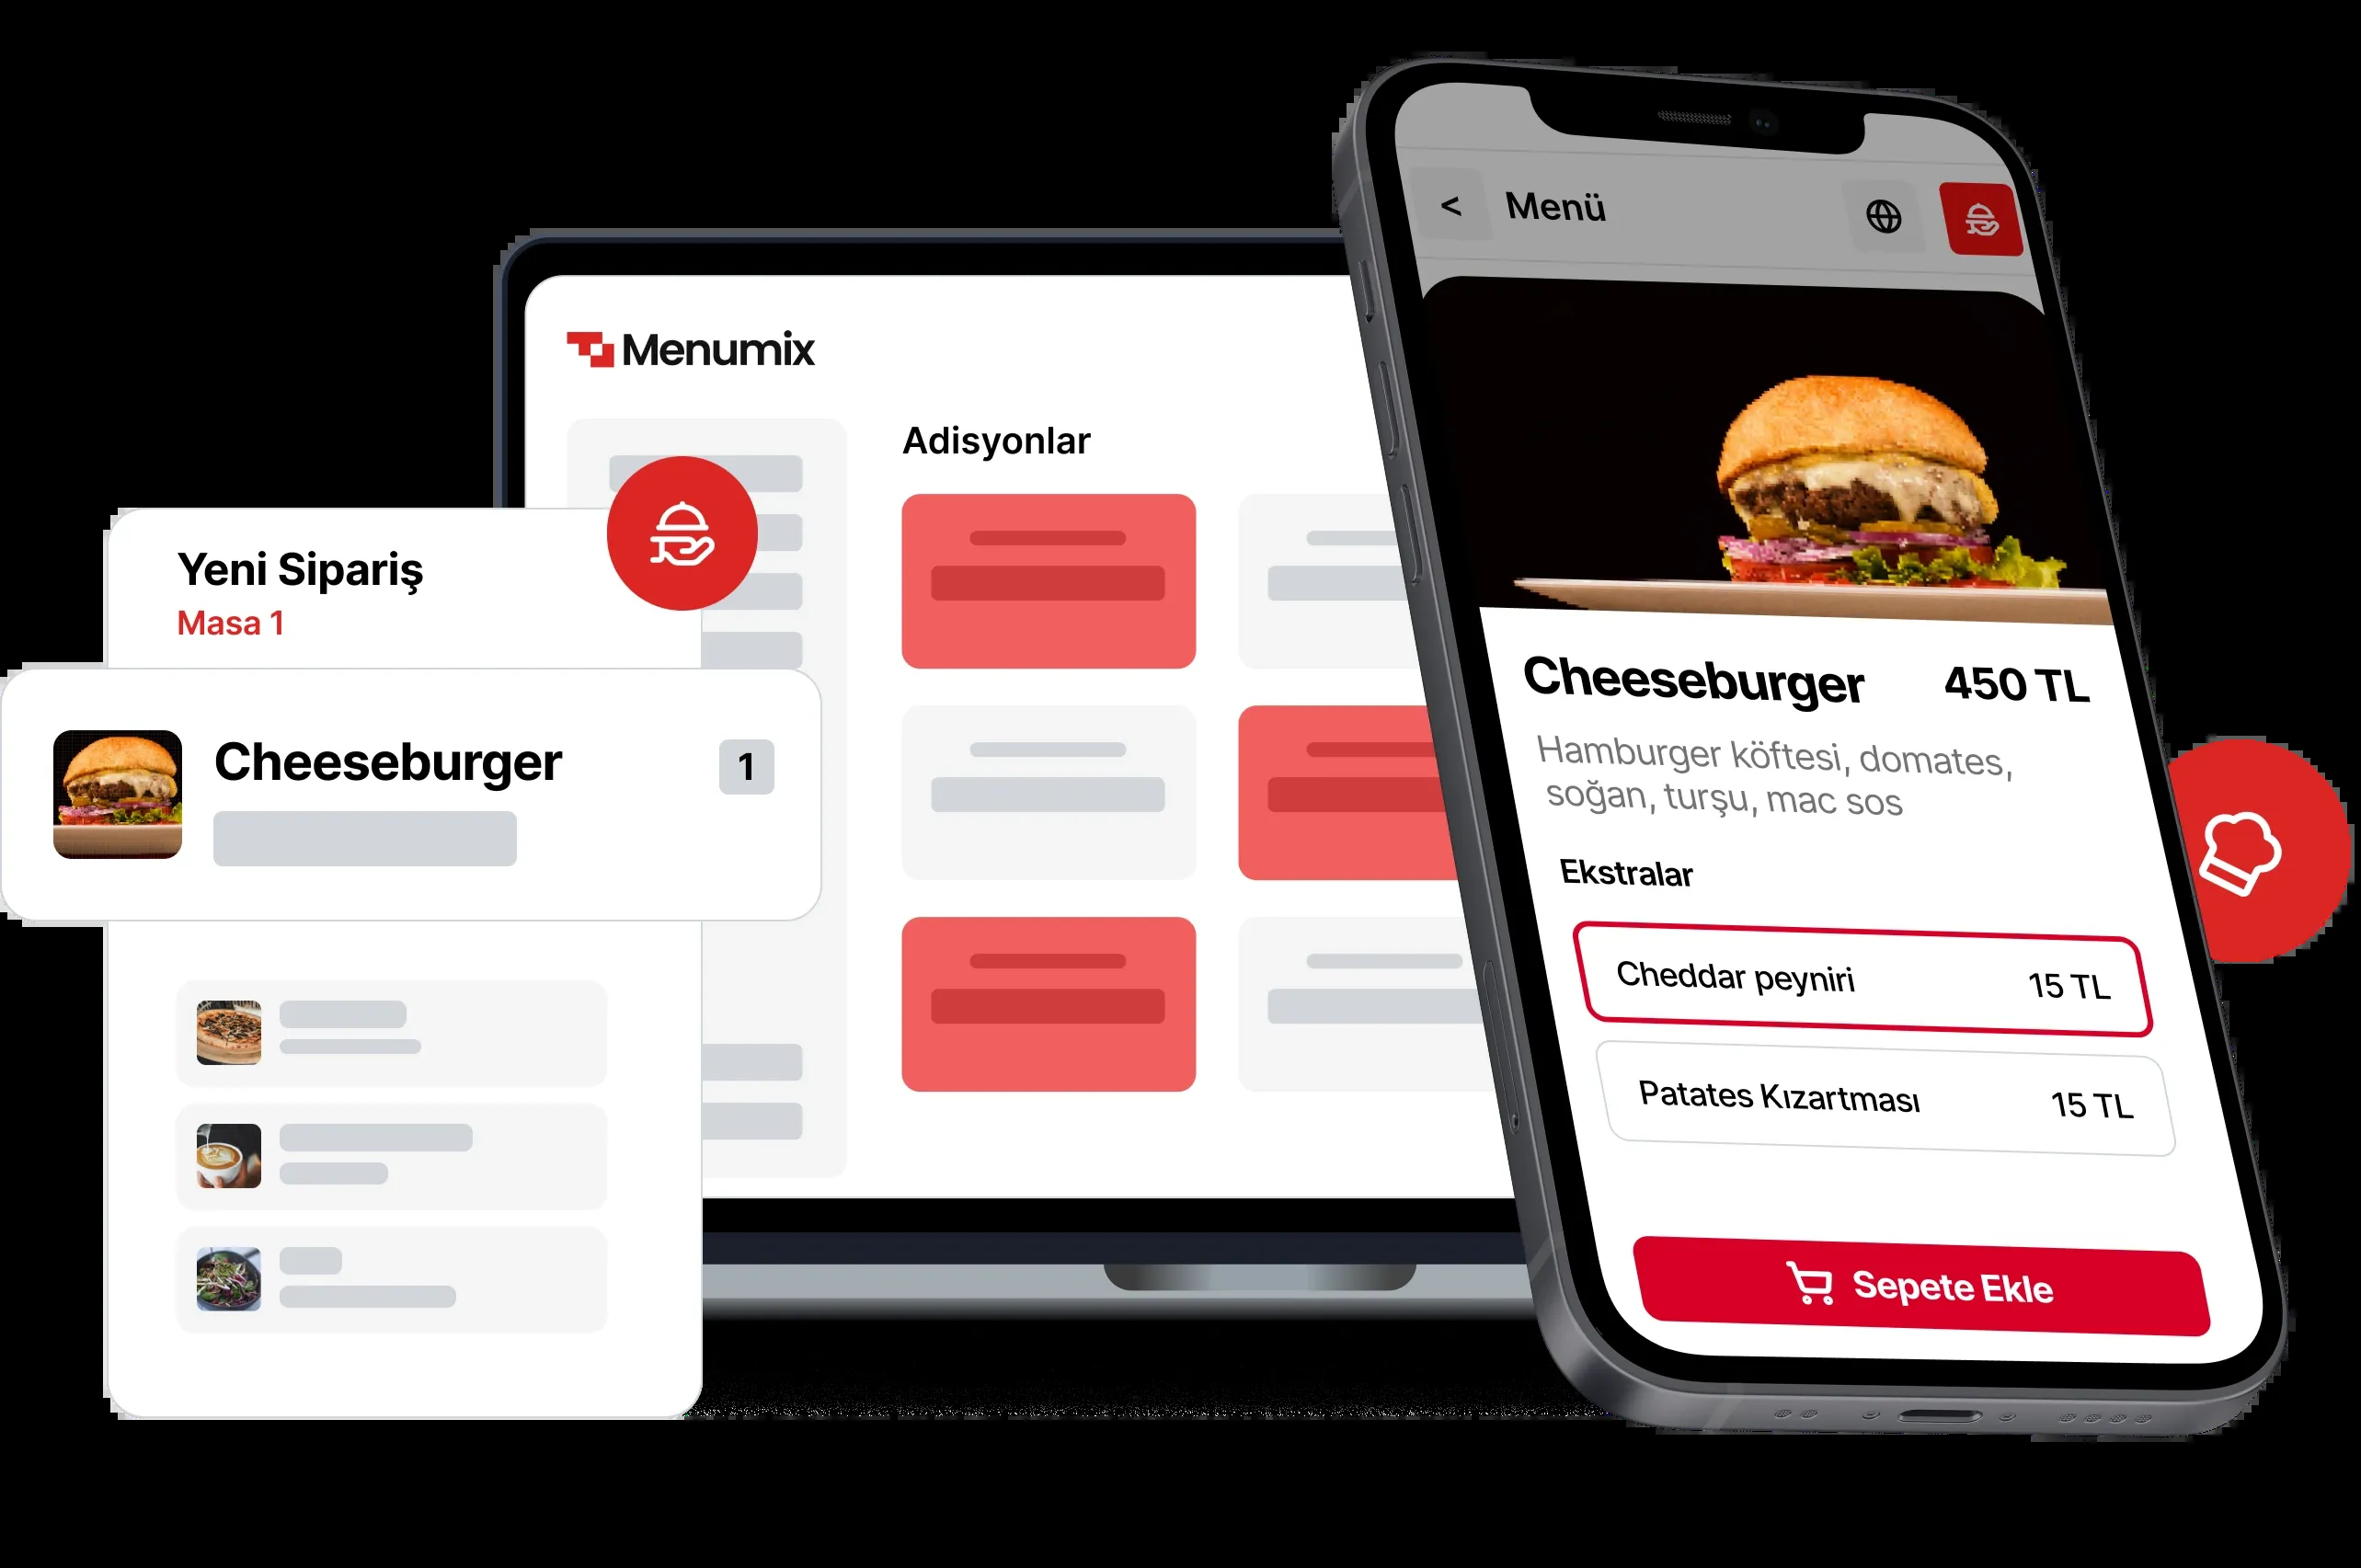 Menumix
Adisyonlar
Yeni Sipariş
Masa 1
Cheeseburger
1
< Menü
Cheeseburger 450 TL
Hamburger köftesi, domates,
soğan, turşu, mac sos
Ekstralar
Cheddar peyniri 15 TL
Patates Kızartması 15 TL
Sepete Ekle